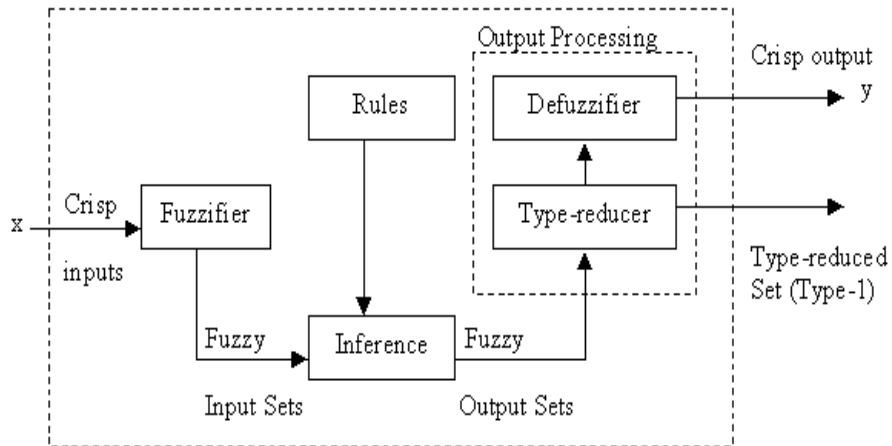 Output Processing
Crisp output
y
Rules
Defuzzifier
x
Crisp
inputs
Fuzzifier
Type-reducer
Type-reduced
Set (Type-1)
Fuzzy
Input Sets
Inference
Fuzzy
Output Sets